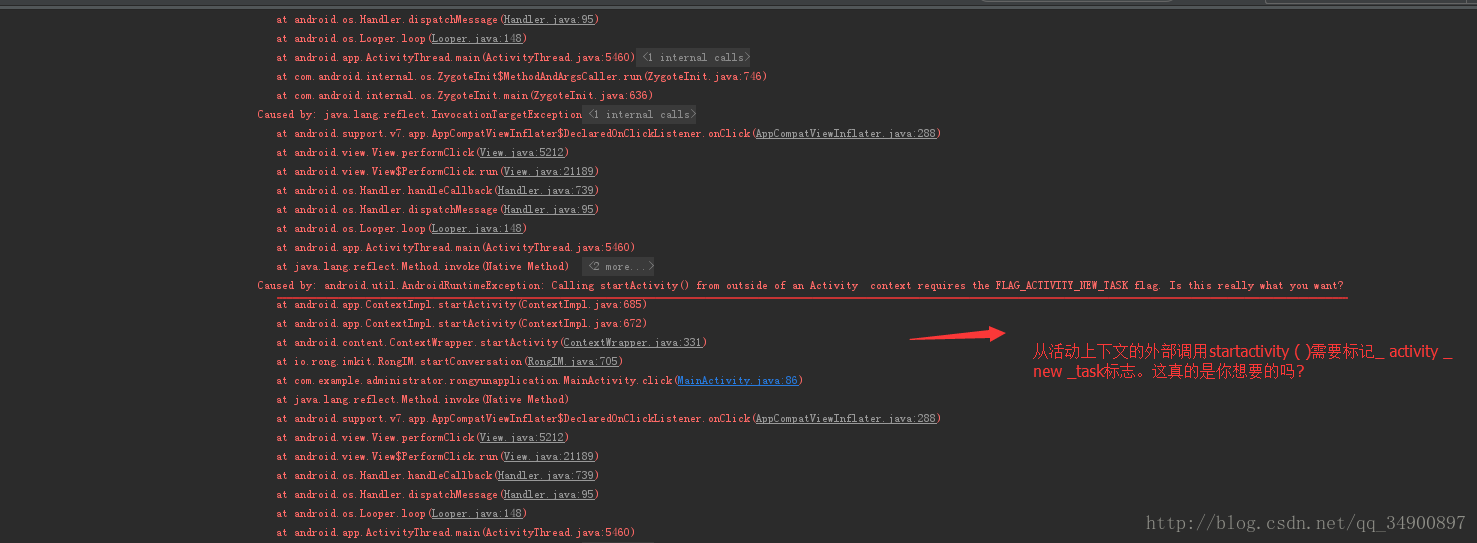 at android.os.Handler.dispatchMessage(Handler.java:95)
at android.os.Looper.loop(Looper.java:148)
at android.app.ActivityThread.main(ActivityThread.java:5460) <1 internal calls>
at com.android.internal.os.ZygoteInit$MethodAndArgsCaller.run(ZygoteInit.java:746)
at com.android.internal.os.ZygoteInit.main(ZygoteInit.java:636)
Caused by: java.lang.reflect.InvocationTargetException <1 internal calls>
at android.support.v7.app.AppCompatViewInflater$DeclaredOnClickListener.onClick(AppCompatViewInflater.java:288)
at android.view.View.performClick(View.java:5212)
at android.view.View$PerformClick.run(View.java:21189)
at android.os.Handler.handleCallback(Handler.java:739)
at android.os.Handler.dispatchMessage(Handler.java:95)
at android.os.Looper.loop(Looper.java:148)
at android.app.ActivityThread.main(ActivityThread.java:5460)
at java.lang.reflect.Method.invoke(Native Method) <2 more...>
Caused by: android.util.AndroidRuntimeException: Calling startActivity() from outside of an Activity  context requires the FLAG_ACTIVITY_NEW_TASK flag. Is this really what you want?
at android.app.ContextImpl.startActivity(ContextImpl.java:685)
at android.app.ContextImpl.startActivity(ContextImpl.java:672)
at android.content.ContextWrapper.startActivity(ContextWrapper.java:331)
at io.rong.imkit.RongIM.startConversation(RongIM.java:705)
at com.example.administrator.rongyunapplication.MainActivity.click(MainActivity.java:86)
at java.lang.reflect.Method.invoke(Native Method)
at android.support.v7.app.AppCompatViewInflater$DeclaredOnClickListener.onClick(AppCompatViewInflater.java:288)
at android.view.View.performClick(View.java:5212)
at android.view.View$PerformClick.run(View.java:21189)
at android.os.Handler.handleCallback(Handler.java:739)
at android.os.Handler.dispatchMessage(Handler.java:95)
at android.os.Looper.loop(Looper.java:148)
at android.app.ActivityThread.main(ActivityThread.java:5460)
从活动上下文的外部调用startactivity ( )需要标记_ activity _
new _task标志。这真的是你想要的吗?
http://blog.csdn.net/qq_34900897